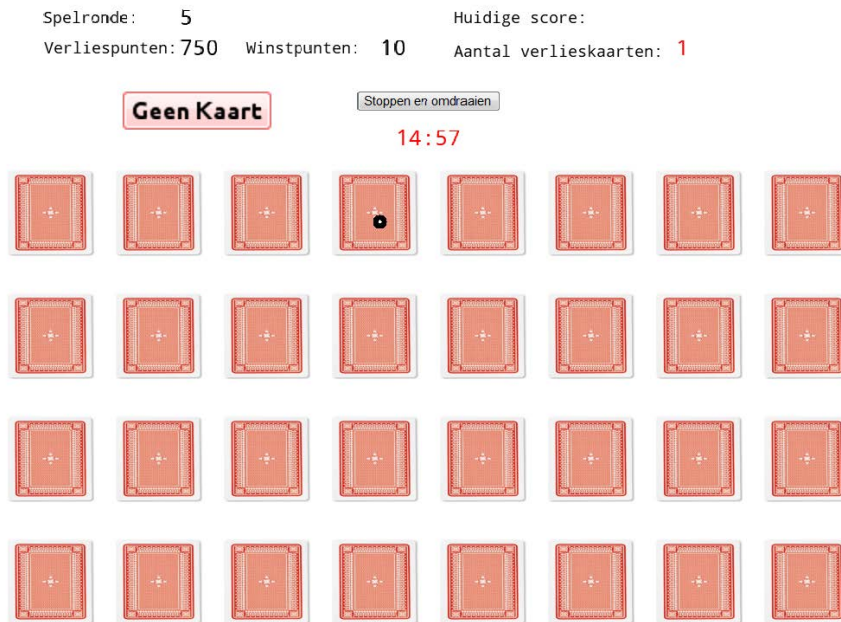 Spelronde: 5
Huidige score:
Verliespunten: 750 Winstpunten: 10
Aantal verlieskaarten: 1
Geen Kaart
Stoppen en omdraaien
14:57